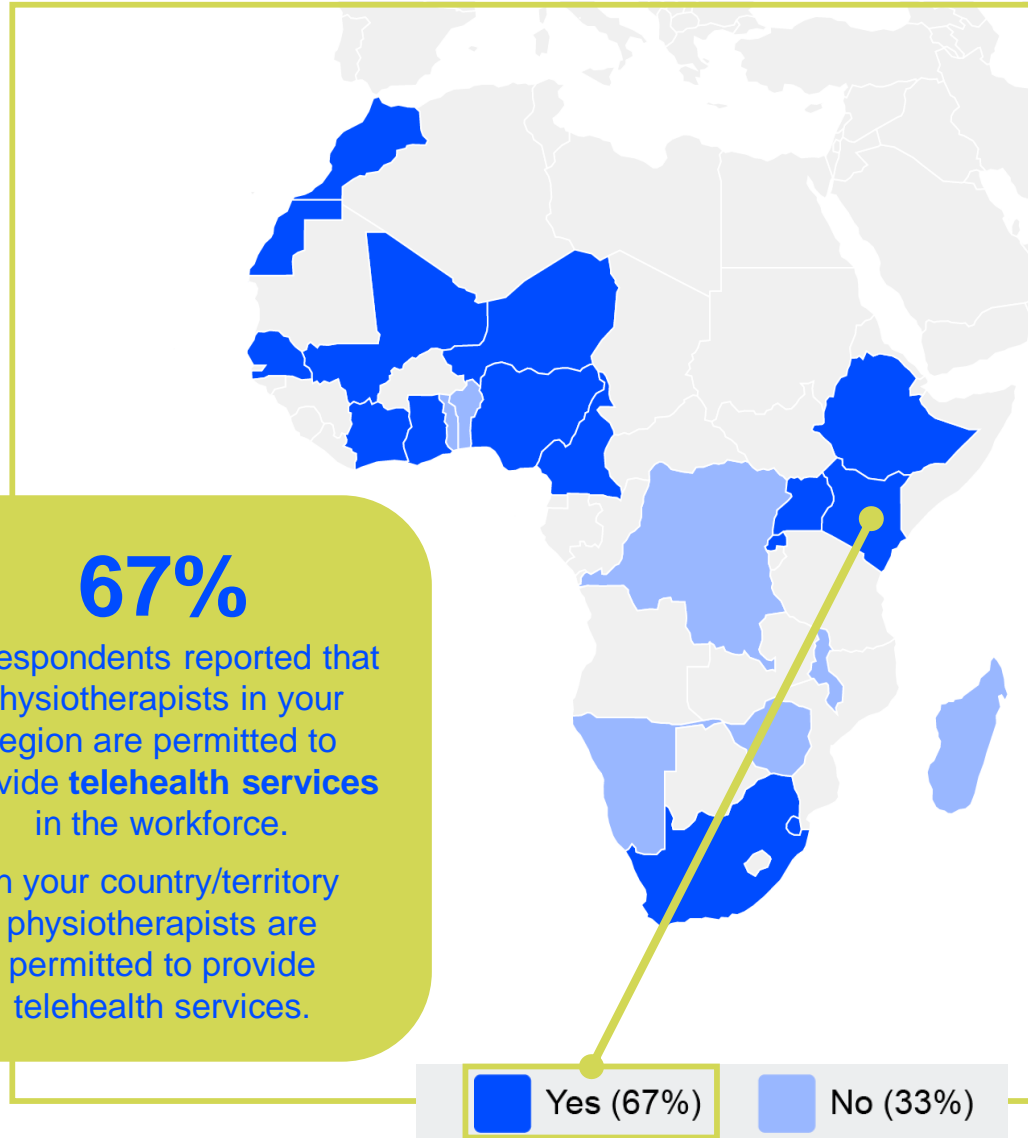 67%
espondents reported that
hysiotherapists in your
egion are permitted to
vide telehealth services
in the workforce.
n your country/territory
physiotherapists are
permitted to provide
telehealth services.
Yes (67%)
No (33%)